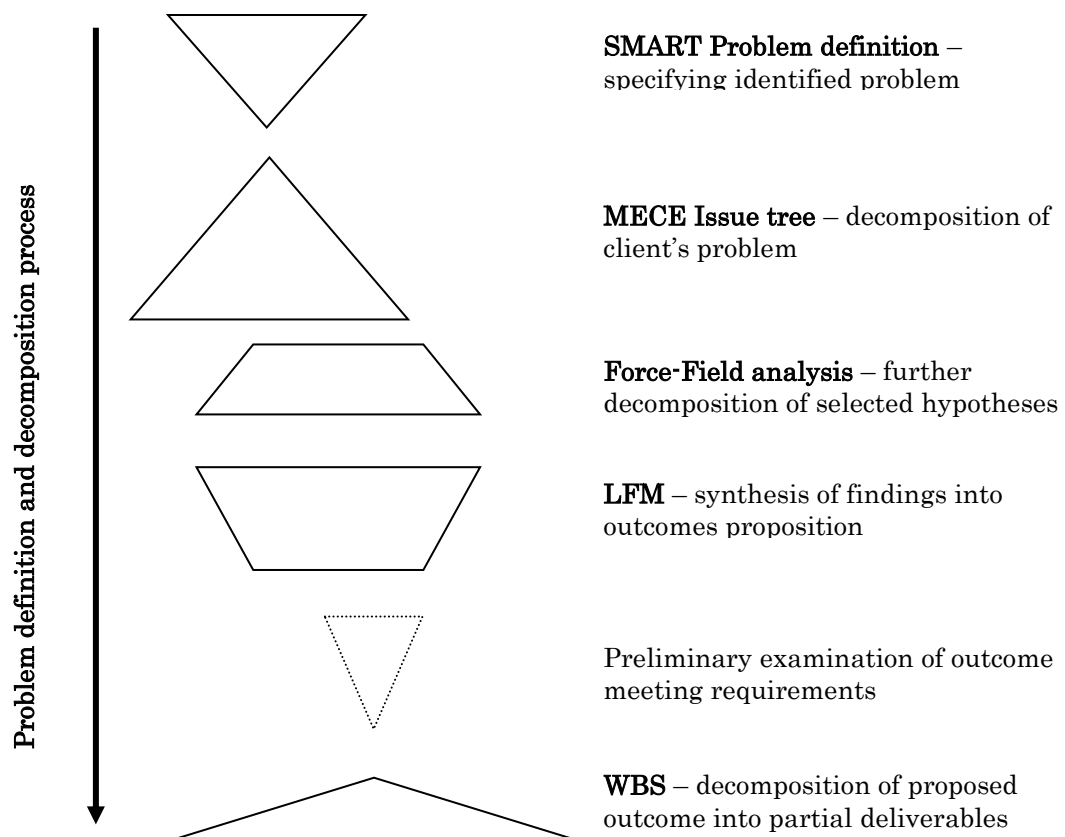 Problem definition and decomposition process
SMART Problem definition –
specifying identified problem
MECE Issue tree – decomposition of
client's problem
Force-Field analysis – further
decomposition of selected hypotheses
LFM – synthesis of findings into
outcomes proposition
Preliminary examination of outcome
meeting requirements
WBS – decomposition of proposed
outcome into partial deliverables